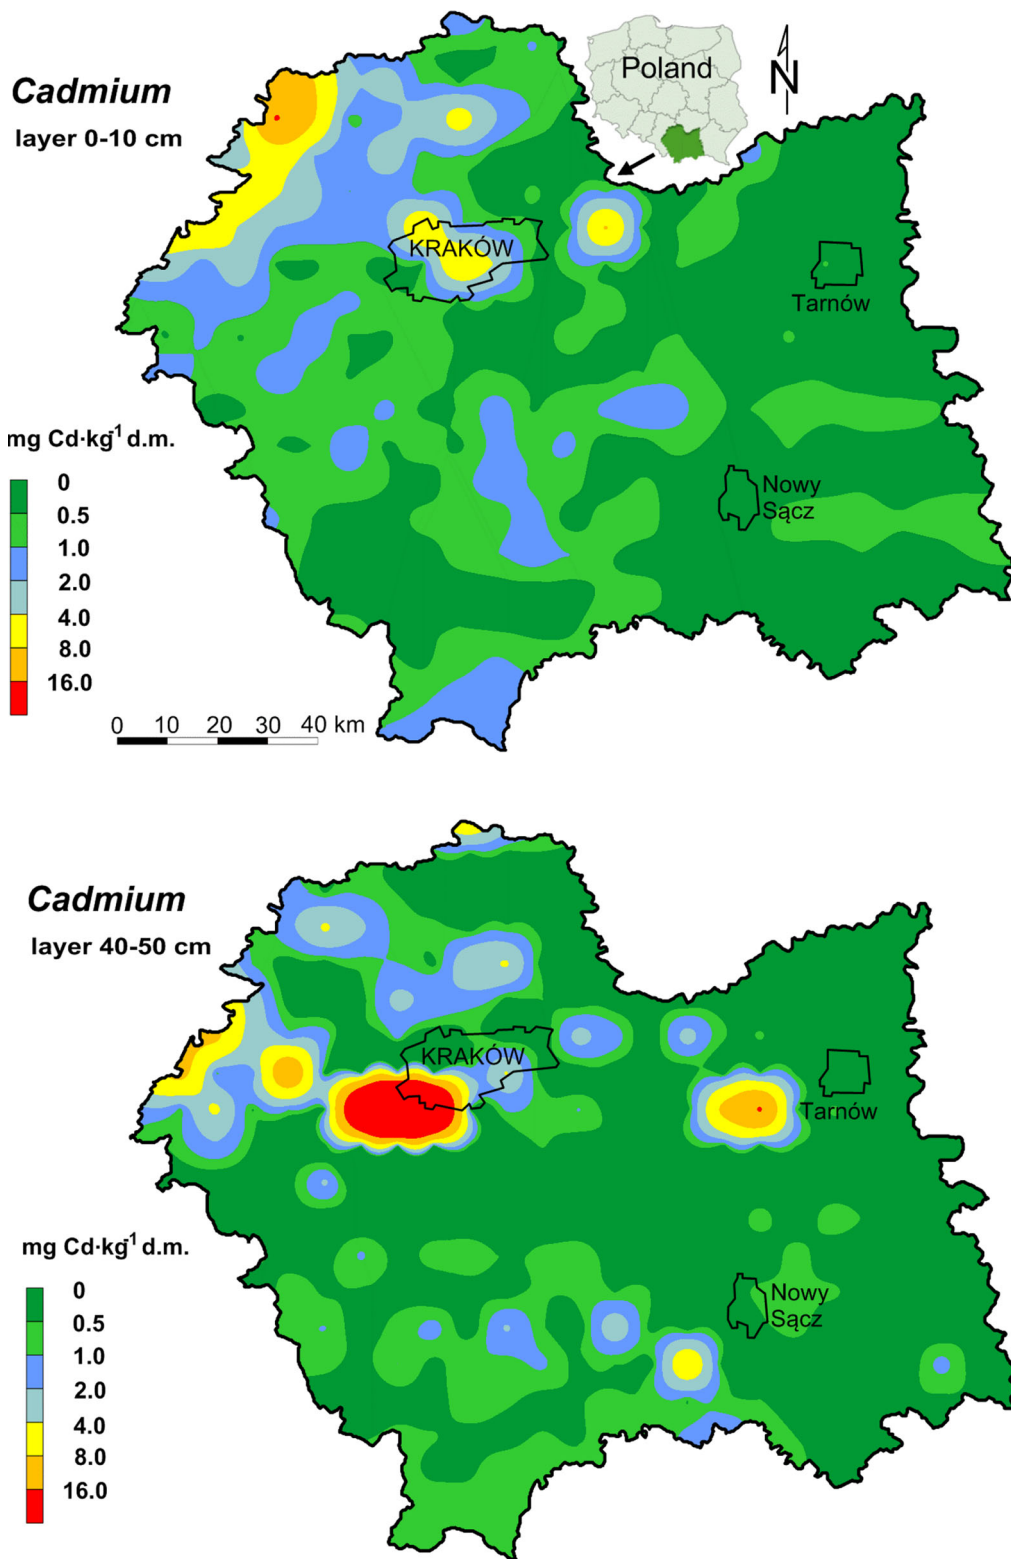 Poland
N
Cadmium
layer 0-10 cm
KRAKÓW
Tarnów
mg Cd·kg⁻¹ d.m.
0
0.5
1.0
2.0
4.0
8.0
16.0
Nowy
Sącz
0 10 20 30 40 km
Cadmium
layer 40-50 cm
KRAKÓW
Tarnów
mg Cd·kg⁻¹ d.m.
0
0.5
1.0
2.0
4.0
8.0
16.0
Nowy
Sącz